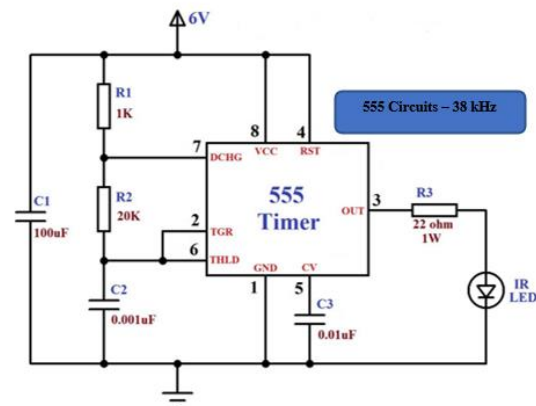 6V
R1
1K
8
4
555 Circuits – 38 kHz
7
DCHG
VCC
RST
R2
20K
555
Timer
3
OUT
R3
22 ohm
1W
C1
100uF
2
TGR
6
THLD
GND
CV
1
5
IR
LED
C2
0.001uF
C3
0.01uF